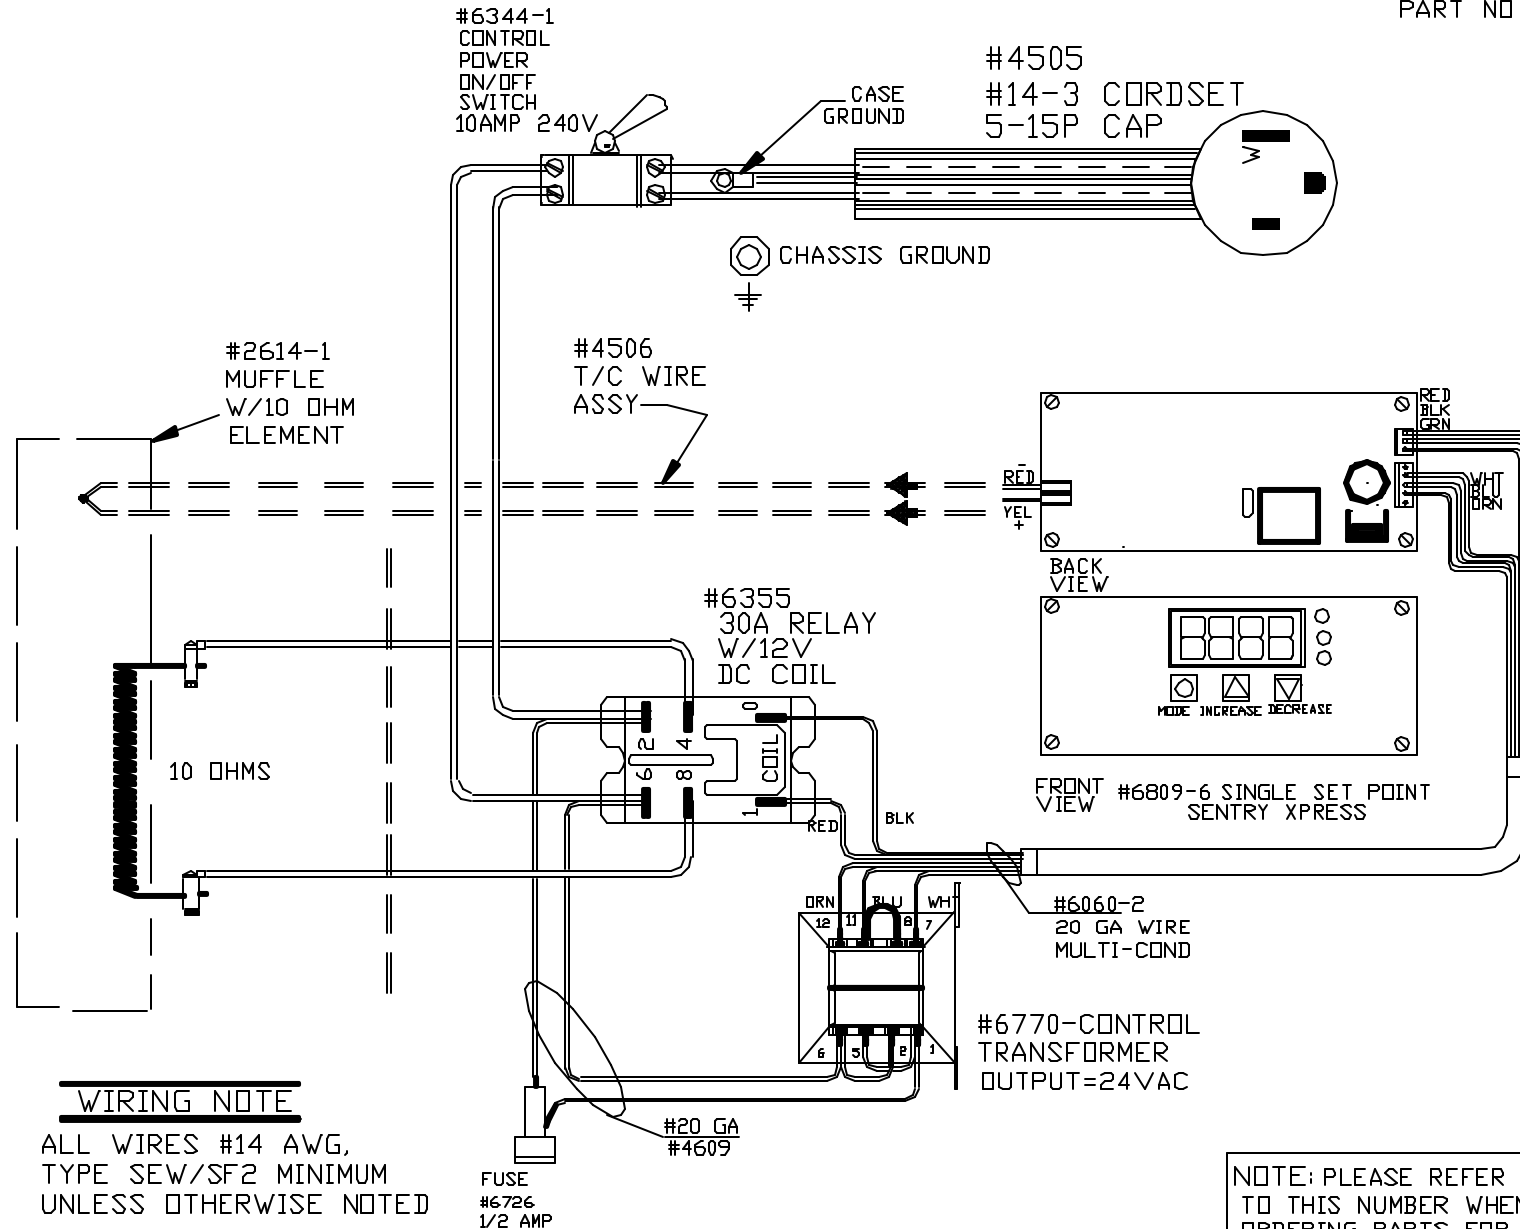 PART NO
#6344-1
CONTROL
POWER
ON/OFF
SWITCH
10AMP 240V
CASE
GROUND
#4505
#14-3 CORDSET
5-15P CAP
W
CHASSIS GROUND
#2614-1
MUFFLE
W/10 OHM
ELEMENT
#4506
T/C WIRE
ASSY
RED
BLK
GRN
-
RED
YEL
+
WHT
BLU
ORN
BACK
VIEW
#6355
30A RELAY
W/12V
DC COIL
MODE INCREASE DECREASE
0
2 4
6 8
COIL
1
10 OHMS
FRONT
VIEW
#6809-6 SINGLE SET POINT
SENTRY XPRESS
RED
BLK
ORN BLU WHT
12 11 8 7
#6060-2
20 GA WIRE
MULTI-COND
6 5 2 1
#6770-CONTROL
TRANSFORMER
OUTPUT=24VAC
WIRING NOTE
ALL WIRES #14 AWG,
TYPE SEW/SF2 MINIMUM
UNLESS OTHERWISE NOTED
#20 GA
#4609
FUSE
#6726
1/2 AMP
NOTE: PLEASE REFER
TO THIS NUMBER WHEN
ORDERING PARTS FOR